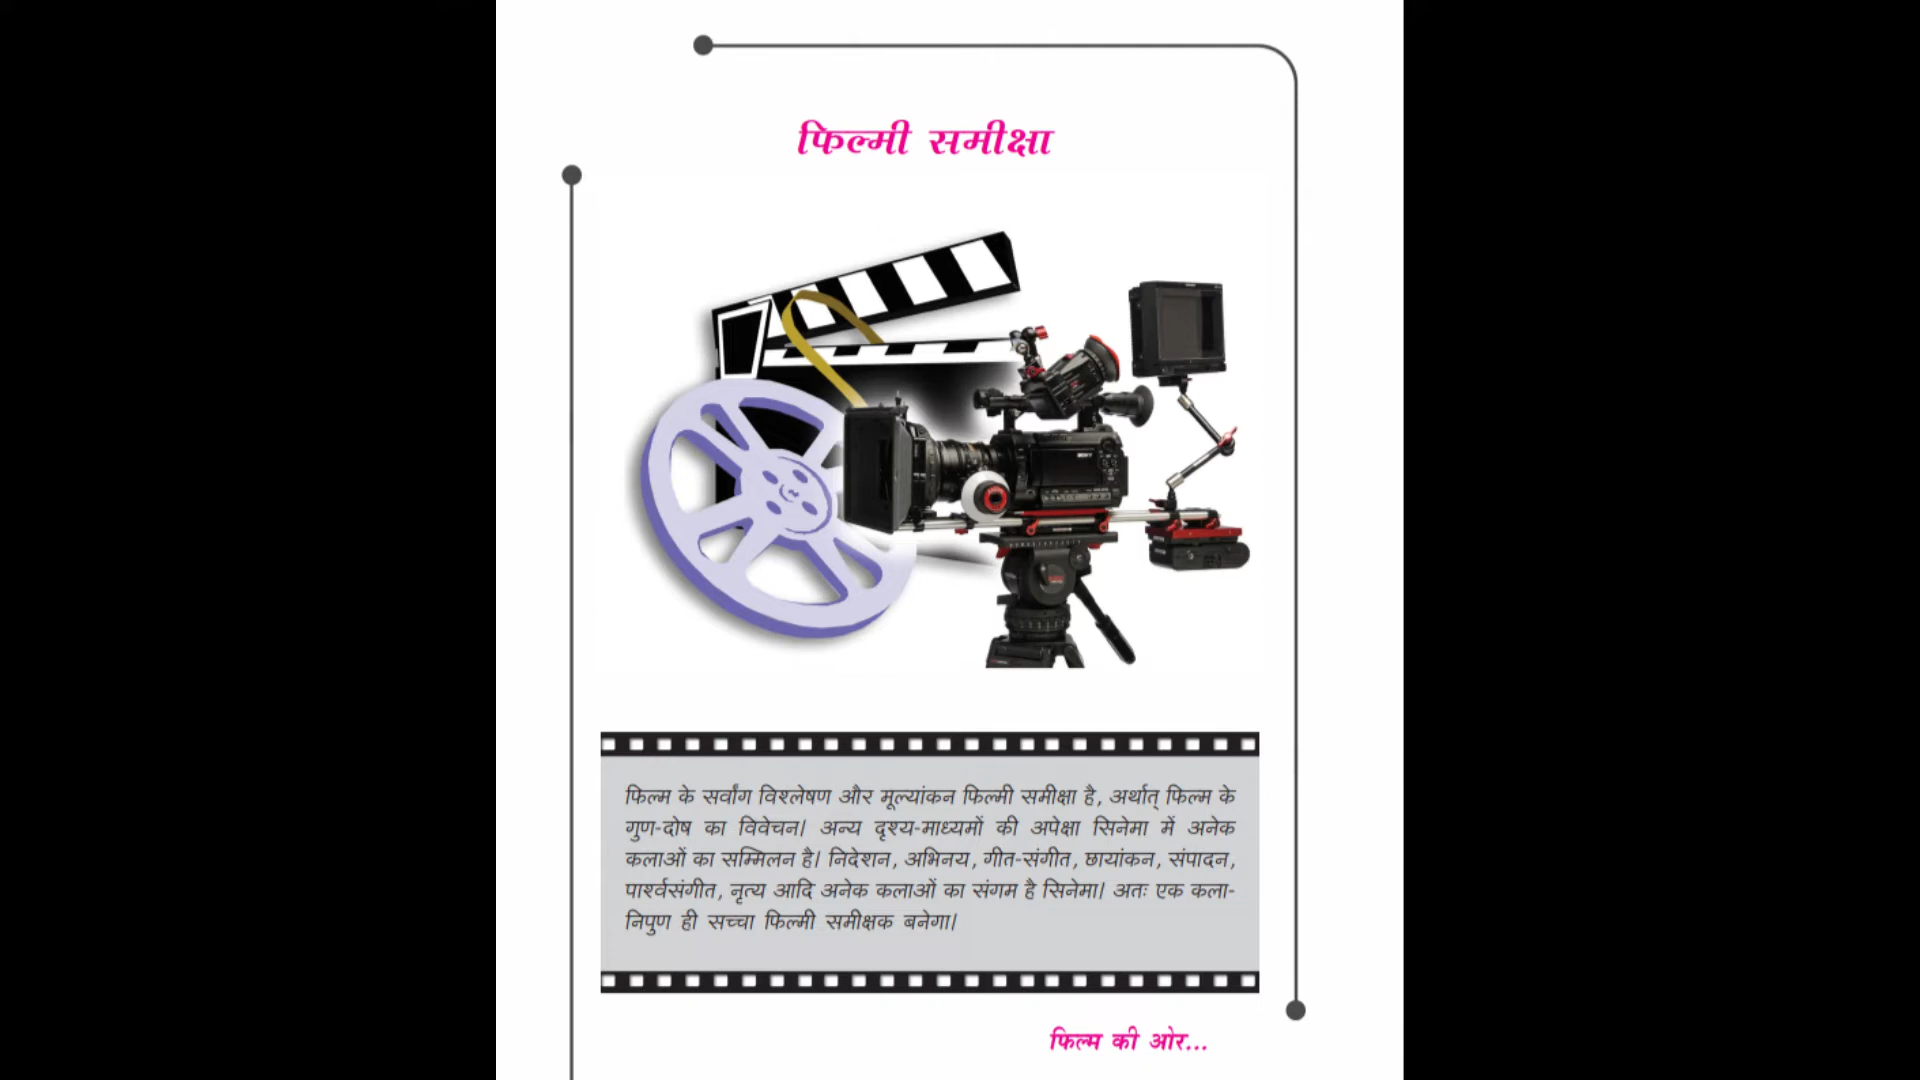 फिल्मी समीक्षा
SONY
फिल्म के सर्वांग विश्लेषण और मूल्यांकन फिल्मी समीक्षा है, अर्थात् फिल्म के
गुण-दोष का विवेचन। अन्य दृश्य-माध्यमों की अपेक्षा सिनेमा में अनेक
कलाओं का सम्मिलन है। निदेशन, अभिनय, गीत-संगीत, छायांकन, संपादन,
पार्श्वसंगीत, नृत्य आदि अनेक कलाओं का संगम है सिनेमा। अतः एक कला-
निपुण ही सच्चा फिल्मी समीक्षक बनेगा।
फिल्म की ओर...